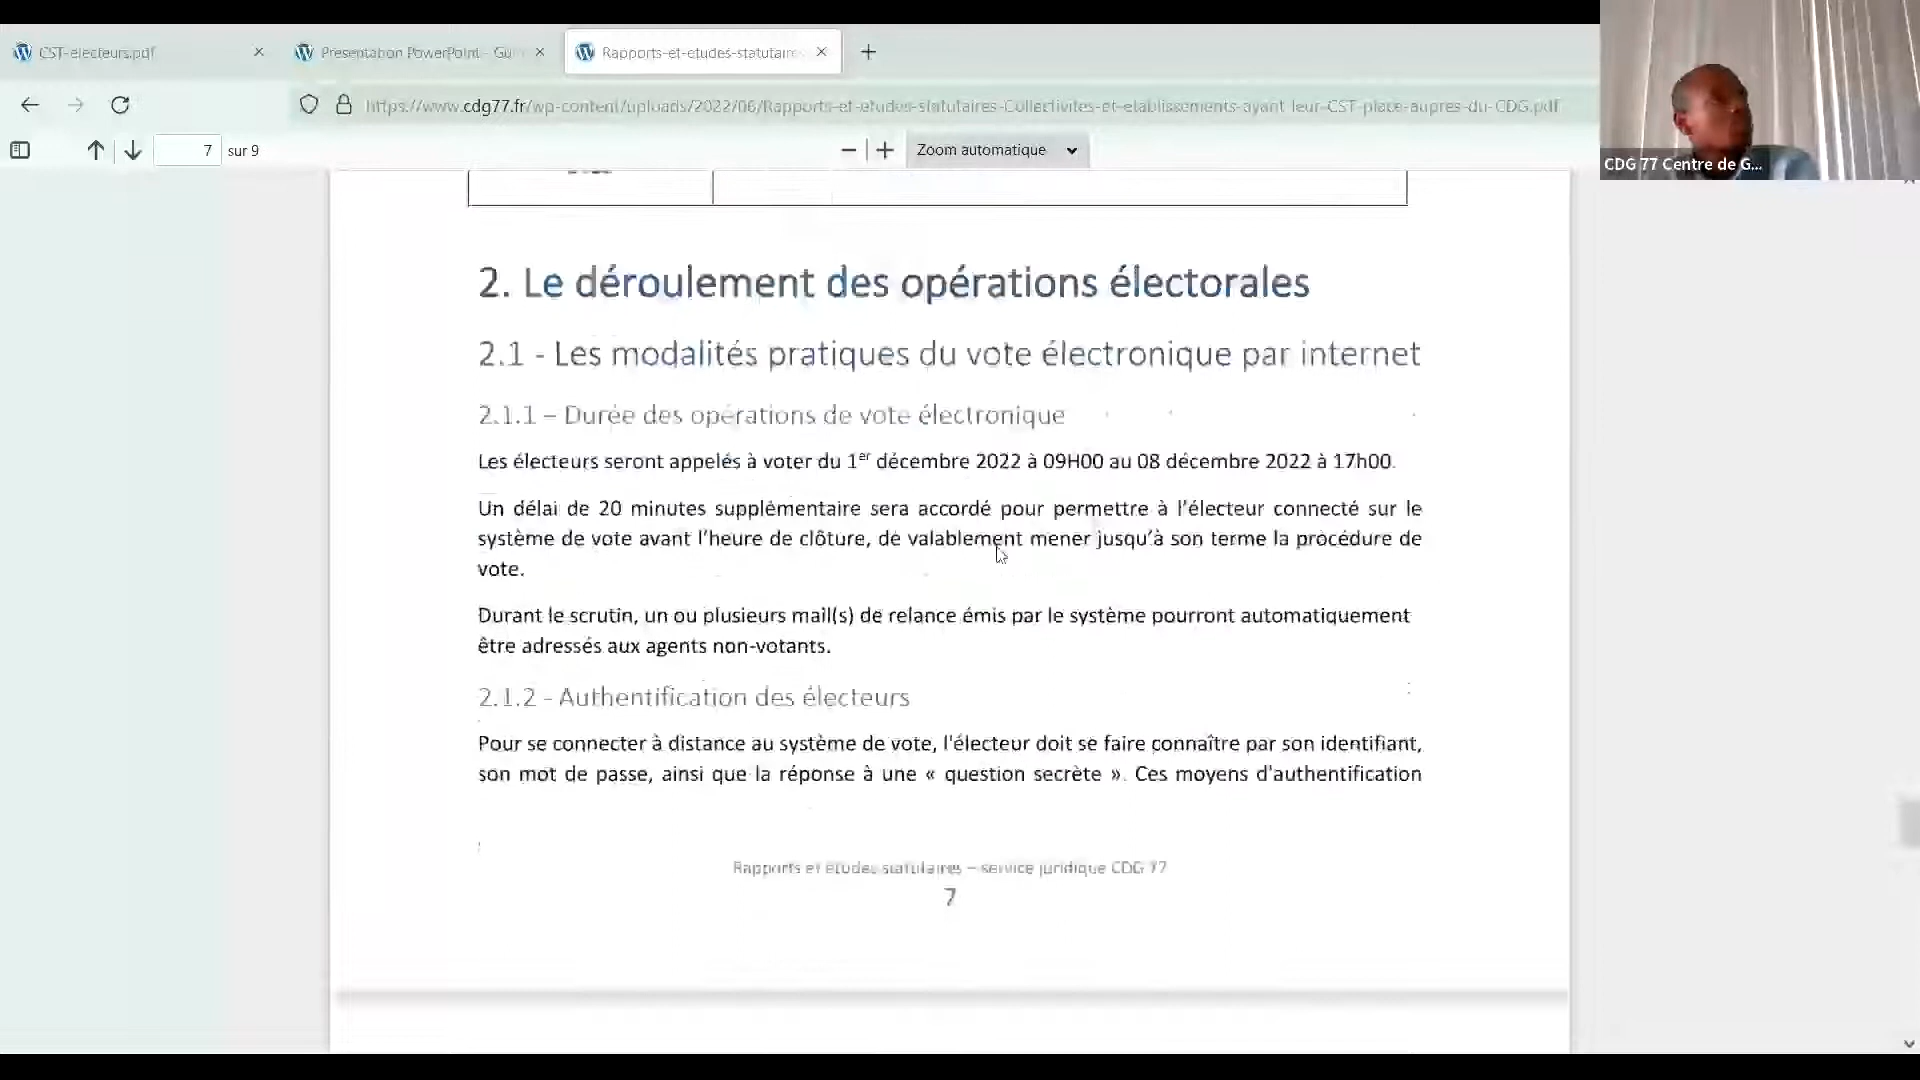 CST-electeurs.pdf
Presentation PowerPoint - Gui
Rapports-et-etudes-statutaire
https://www.cdg77.fr/wp-content/uploads/2022/06/Rapports-et-etudes-statutaires-Collectivites-et-etablissements-ayant-leur-CST-place-aupres-du-CDG.pdf
7 sur 9
Zoom automatique
CDG 77 Centre de G...
2. Le déroulement des opérations électorales
2.1 - Les modalités pratiques du vote électronique par internet
2.1.1 – Durée des opérations de vote électronique
Les électeurs seront appelés à voter du 1er décembre 2022 à 09H00 au 08 décembre 2022 à 17h00.
Un délai de 20 minutes supplémentaire sera accordé pour permettre à l'électeur connecté sur le
système de vote avant l'heure de clôture, de valablement mener jusqu'à son terme la procédure de
vote.
Durant le scrutin, un ou plusieurs mail(s) de relance émis par le système pourront automatiquement
être adressés aux agents non-votants.
2.1.2 - Authentification des électeurs
Pour se connecter à distance au système de vote, l'électeur doit se faire connaître par son identifiant,
son mot de passe, ainsi que la réponse à une « question secrète ». Ces moyens d'authentification
Rapports et études statutaires – service juridique CDG 77
7